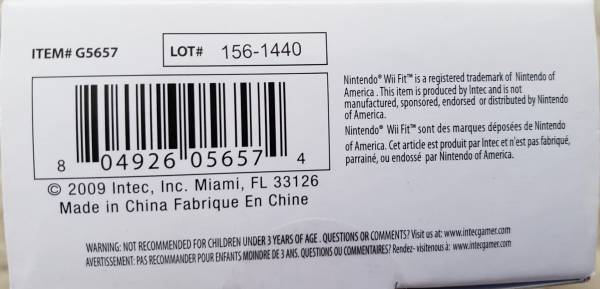 ITEM# G5657
LOT# 156-1440
8 04926 05657 4
© 2009 Intec, Inc. Miami, FL 33126
Made in China Fabrique En Chine
Nintendo® Wii Fit™ is a registered trademark of Nintendo of
America. This item is produced by Intec and is not
manufactured, sponsored, endorsed or distributed by Nintendo
of America.
Nintendo® Wii Fit™ sont des marques déposées de Nintendo
of America. Cet article est produit par Intec et n'est pas fabriqué,
parrainé, ou endossé par Nintendo of America.
WARNING: NOT RECOMMENDED FOR CHILDREN UNDER 3 YEARS OF AGE. QUESTIONS OR COMMENTS? Visit us at: www.intecgamer.com
AVERTISSEMENT: PAS RECOMMANDER POUR ENFANTS MOINDRE DE 3 ANS. QUESTIONS OU COMMENTAIRES? Rendez- visitenous à: www.intecgamer.com